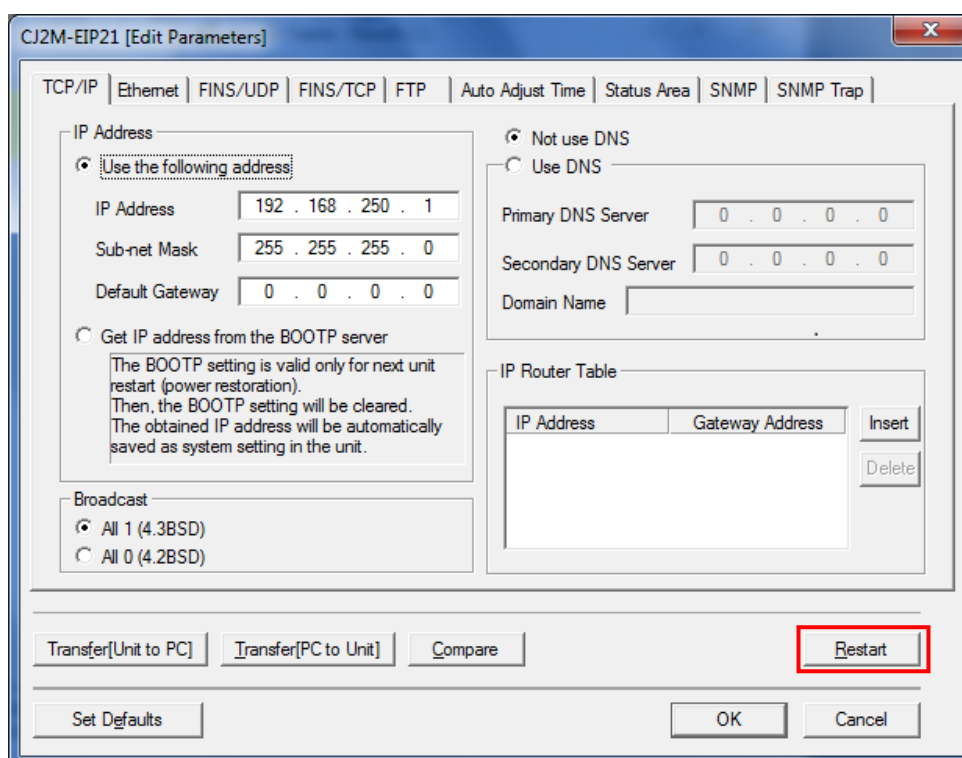 CJ2M-EIP21 [Edit Parameters]
TCP/IP Ethernet FINS/UDP FINS/TCP FTP Auto Adjust Time Status Area SNMP SNMP Trap
IP Address
Use the following address
IP Address 192 . 168 . 250 . 1
Sub-net Mask 255 . 255 . 255 . 0
Default Gateway 0 . 0 . 0 . 0
Get IP address from the BOOTP server
The BOOTP setting is valid only for next unit
restart (power restoration).
Then, the BOOTP setting will be cleared.
The obtained IP address will be automatically
saved as system setting in the unit.
Broadcast
All 1 (4.3BSD)
All 0 (4.2BSD)
Not use DNS
Use DNS
Primary DNS Server 0 . 0 . 0 . 0
Secondary DNS Server 0 . 0 . 0 . 0
Domain Name
IP Router Table
IP Address Gateway Address Insert
Delete
Transfer[Unit to PC] Transfer[PC to Unit] Compare Restart
Set Defaults OK Cancel